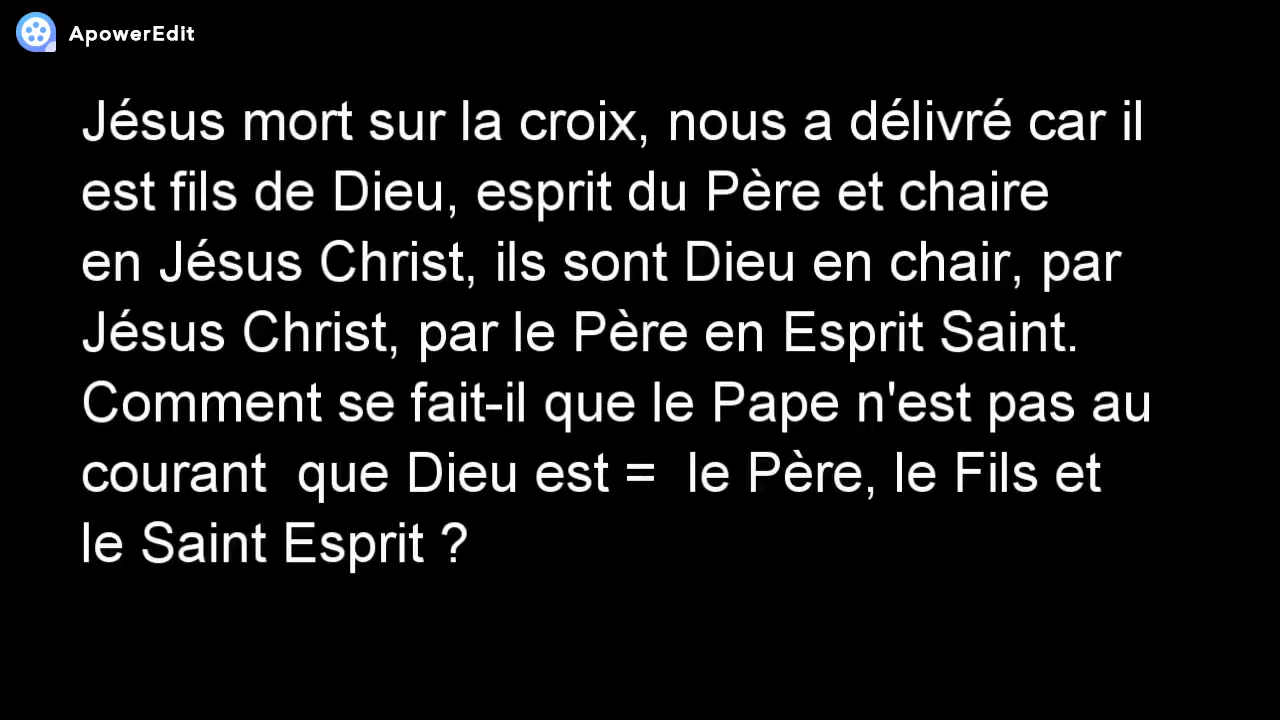 ApowerEdit
Jésus mort sur la croix, nous a délivré car il
est fils de Dieu, esprit du Père et chaire
en Jésus Christ, ils sont Dieu en chair, par
Jésus Christ, par le Père en Esprit Saint.
Comment se fait-il que le Pape n'est pas au
courant  que Dieu est =  le Père, le Fils et
le Saint Esprit ?